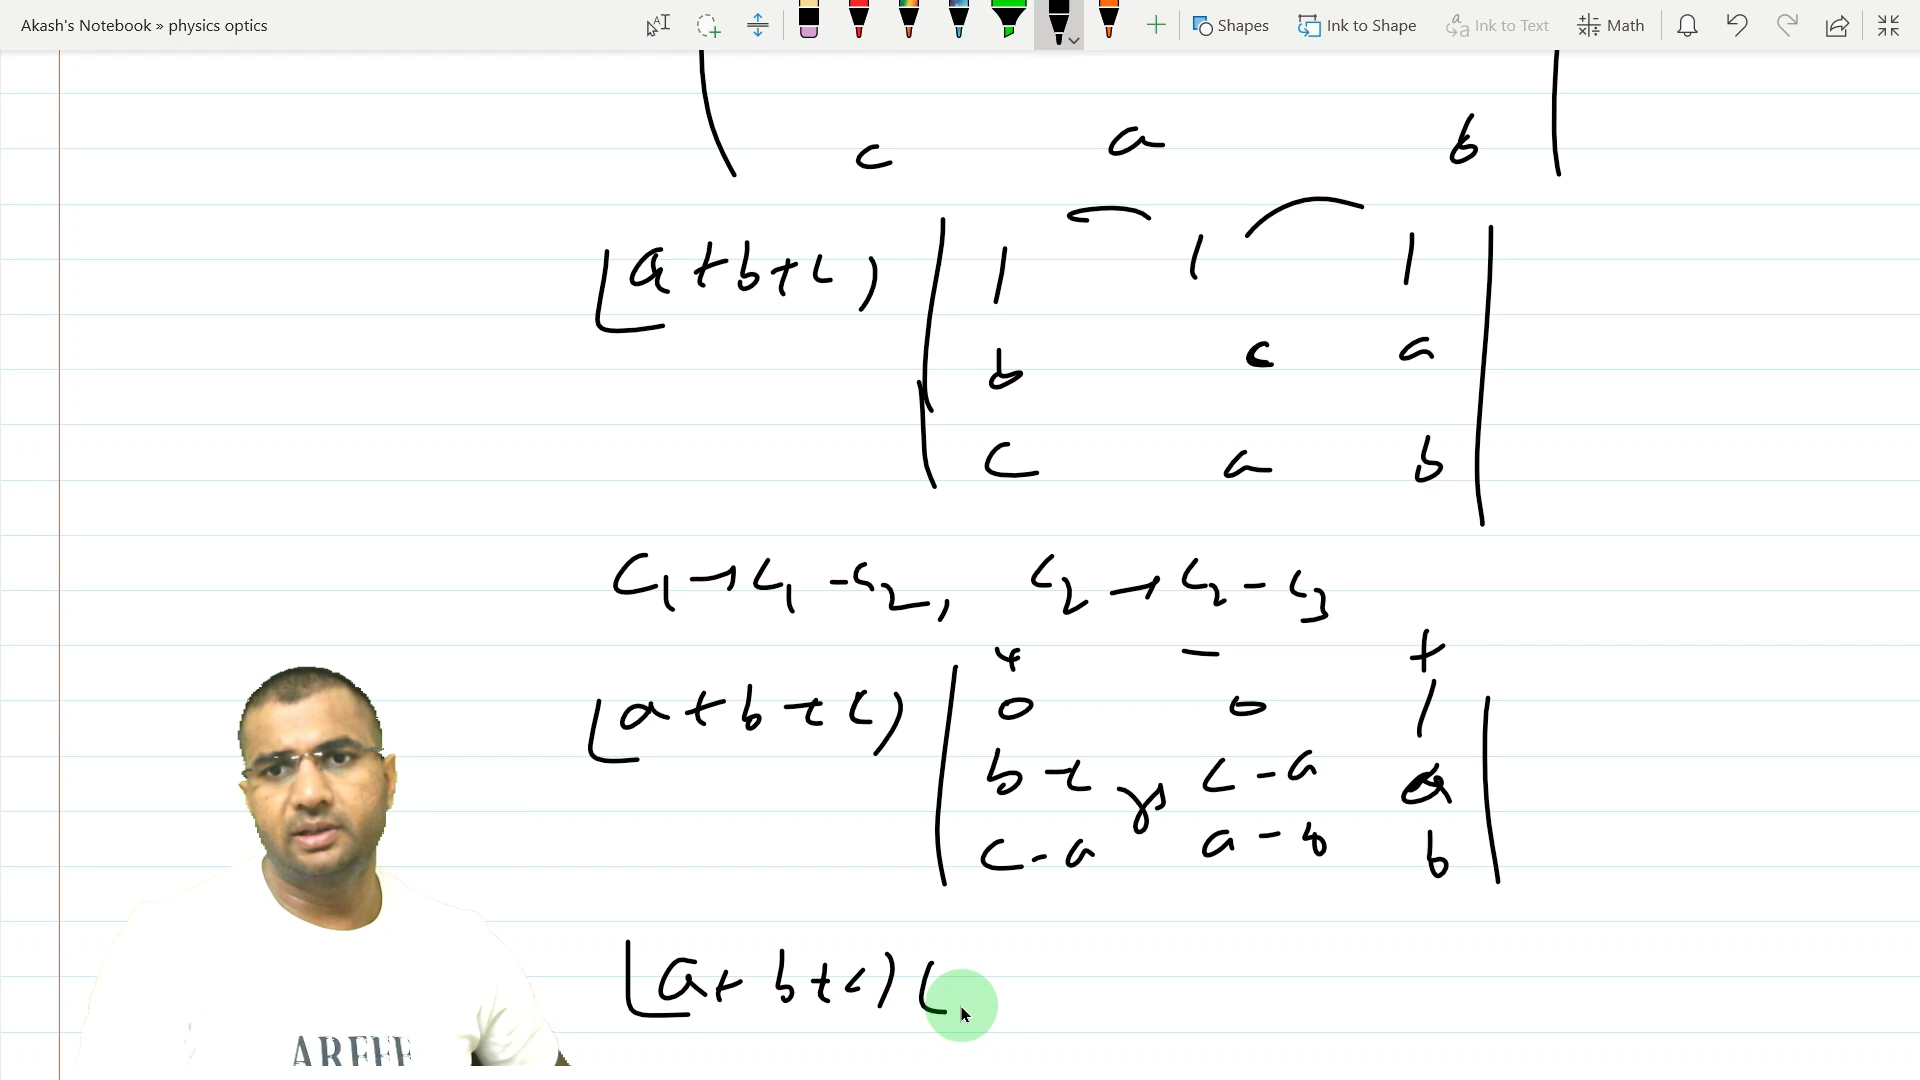 Akash's Notebook » physics optics
Shapes Ink to Shape Ink to Text Math
c a b
(a+b+c) | 1 1 1 |
b c a
c a b
C₁→C₁-C₂, C₂→C₂-C₃
+ - +
(a+b+c) | 0 0 1 |
b-c c-a a
c-a a-b b
(a+b+c) (